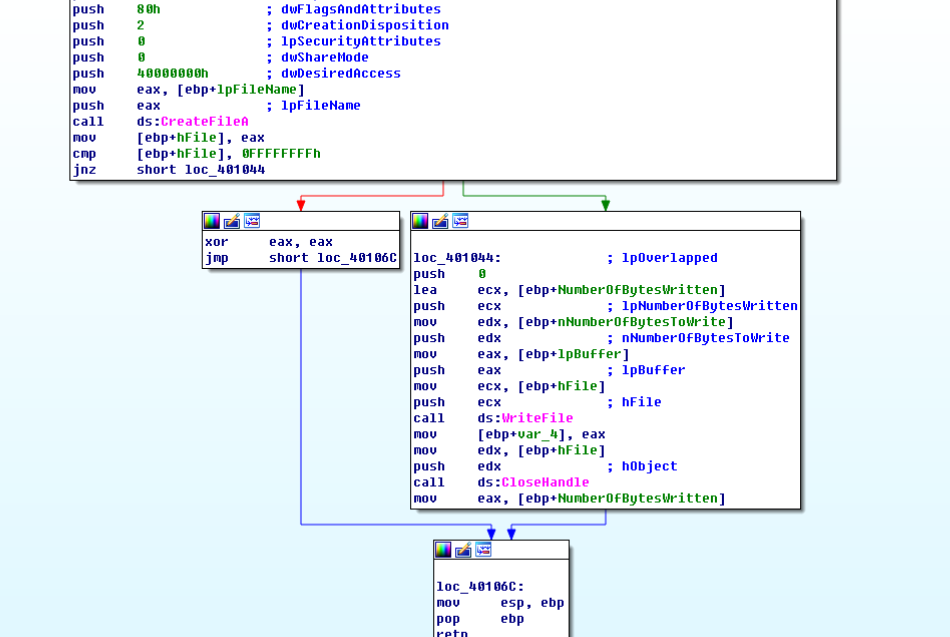 push 80h ; dwFlagsAndAttributes
push 2 ; dwCreationDisposition
push 0 ; lpSecurityAttributes
push 0 ; dwShareMode
push 40000000h ; dwDesiredAccess
mov eax, [ebp+lpFileName]
push eax ; lpFileName
call ds:CreateFileA
mov [ebp+hFile], eax
cmp [ebp+hFile], 0FFFFFFFFh
jnz short loc_401044
xor eax, eax
jmp short loc_40106C
loc_401044: ; lpOverlapped
push 0
lea ecx, [ebp+NumberOfBytesWritten]
push ecx ; lpNumberOfBytesWritten
mov edx, [ebp+nNumberOfBytesToWrite]
push edx ; nNumberOfBytesToWrite
mov eax, [ebp+lpBuffer]
push eax ; lpBuffer
mov ecx, [ebp+hFile]
push ecx ; hFile
call ds:WriteFile
mov [ebp+var_4], eax
mov edx, [ebp+hFile]
push edx ; hObject
call ds:CloseHandle
mov eax, [ebp+NumberOfBytesWritten]
loc_40106C:
mov esp, ebp
pop ebp
retn